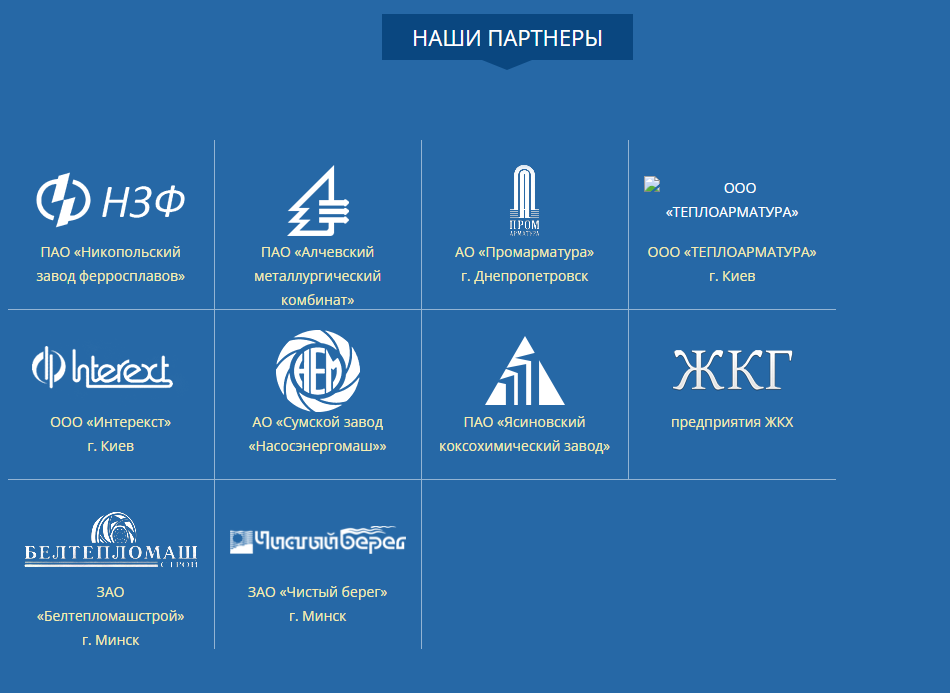 НАШИ ПАРТНЕРЫ
НЗФ
ПАО «Никопольский
завод ферросплавов»
ПАО «Алчевский
металлургический
комбинат»
ПРОМ
АРМАТУРА
АО «Промарматура»
г. Днепропетровск
ООО
«ТЕПЛОАРМАТУРА»
ООО «ТЕПЛОАРМАТУРА»
г. Киев
Interext
ООО «Интерекст»
г. Киев
НЕМ
АО «Сумской завод
«Насосэнергомаш»»
ПАО «Ясиновский
коксохимический завод»
ЖКГ
предприятия ЖКХ
БЕЛТЕПЛОМАШ
СТРОЙ
ЗАО
«Белтепломашстрой»
г. Минск
Чистый берег
ЗАО «Чистый берег»
г. Минск